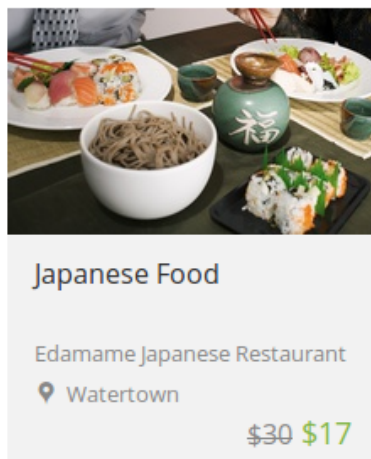 福
Japanese Food
Edamame Japanese Restaurant
Watertown
$30 $17